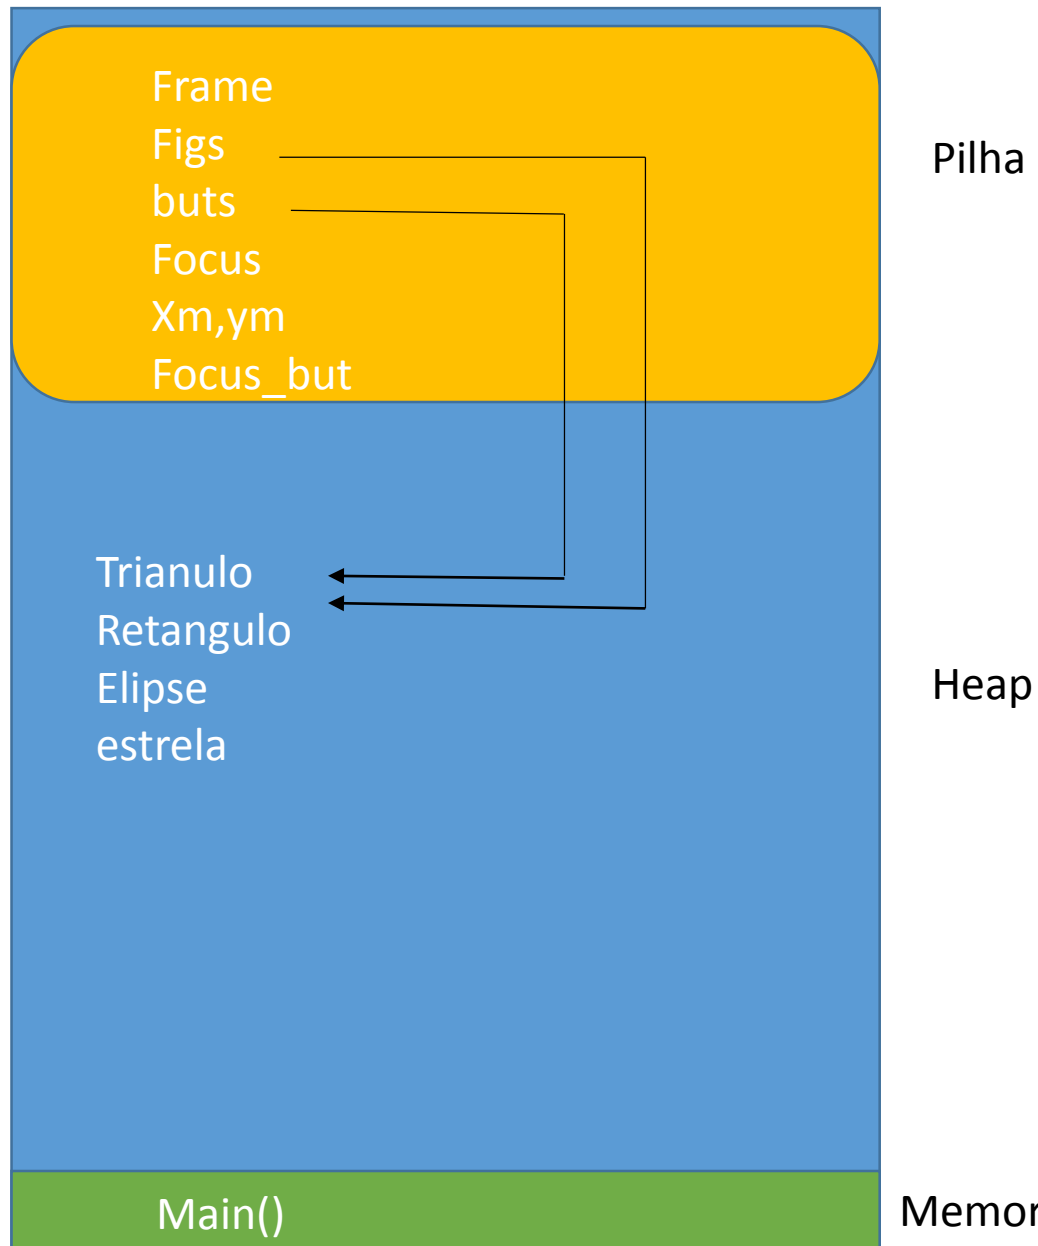 Frame
Figs
buts
Focus
Xm,ym
Focus_but
Pilha
Trianulo
Retangulo
Elipse
estrela
Heap
Main()